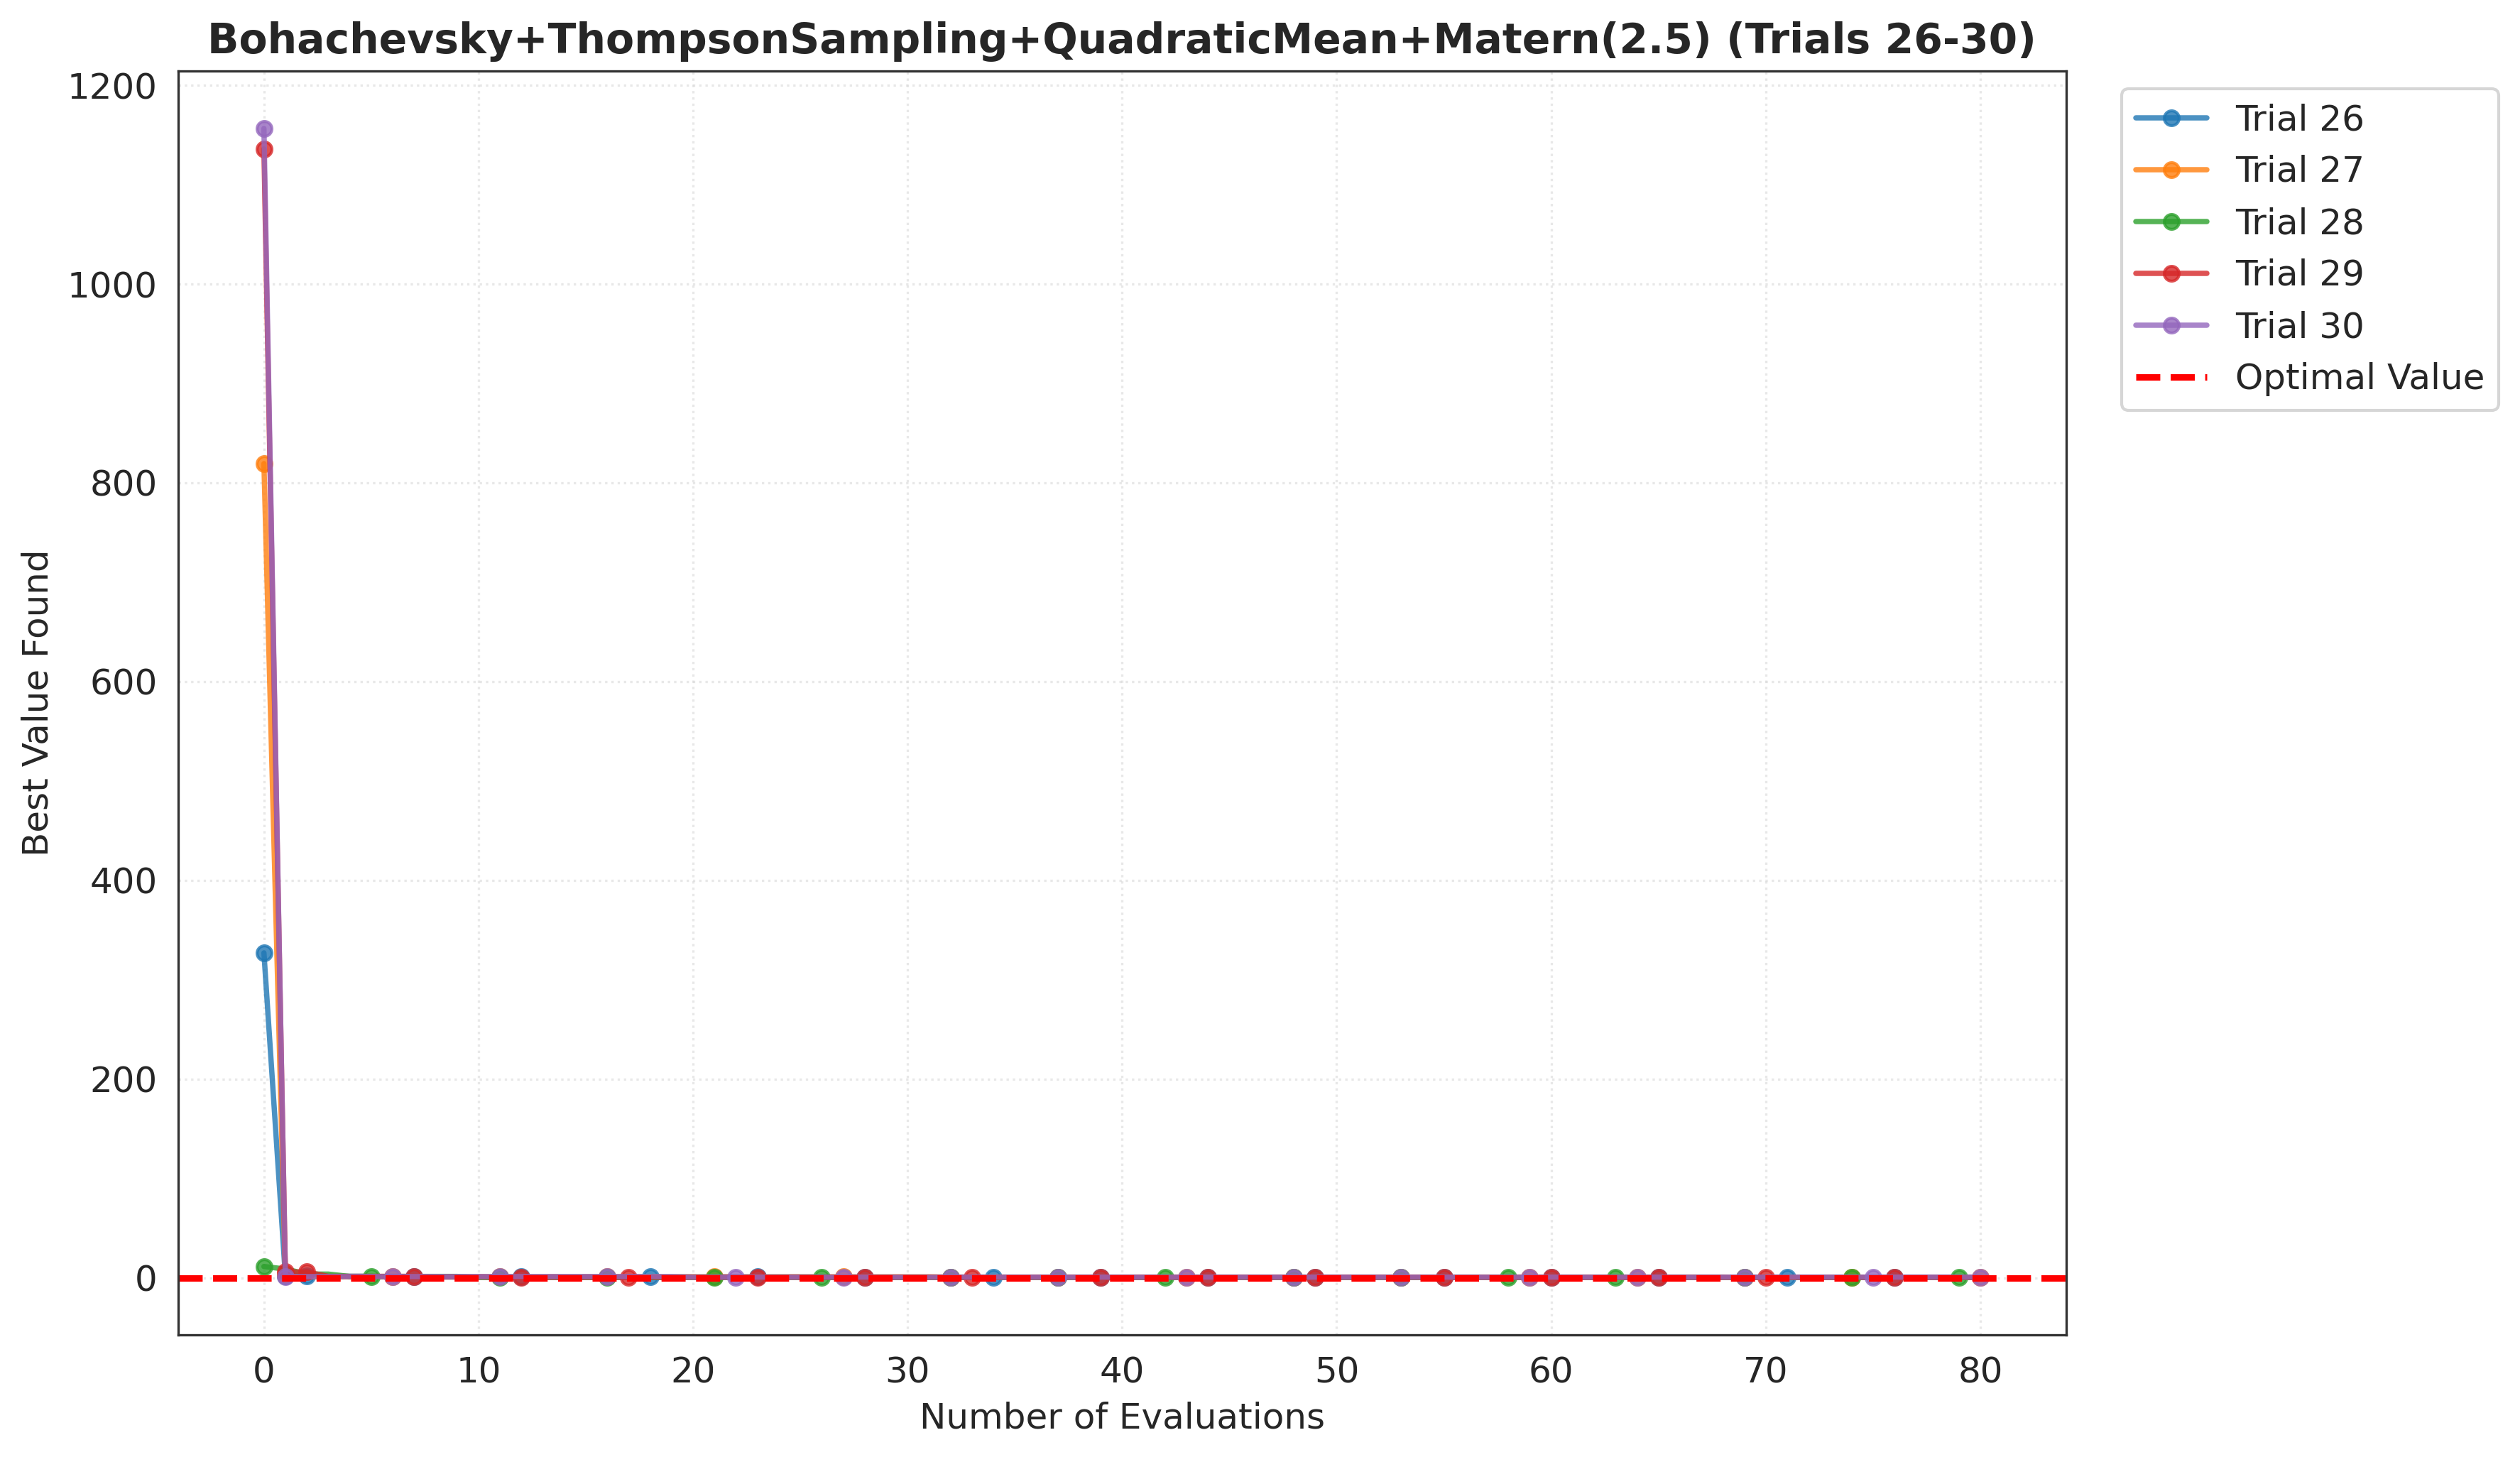 Bohachevsky+ThompsonSampling+QuadraticMean+Matern(2.5) (Trials 26-30)
1200
1000
800
600
400
200
0
Best Value Found
0 10 20 30 40 50 60 70 80
Number of Evaluations
Trial 26
Trial 27
Trial 28
Trial 29
Trial 30
Optimal Value